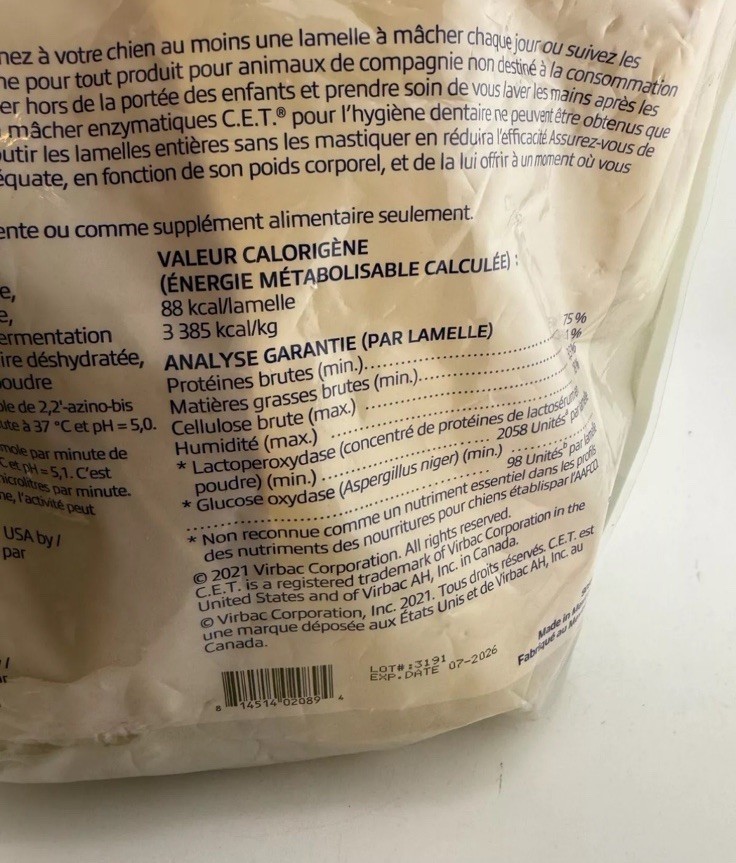 nez à votre chien au moins une lamelle à mâcher chaque jour ou suivez les
ne pour tout produit pour animaux de compagnie non destiné à la consommation
er hors de la portée des enfants et prendre soin de vous laver les mains après les
mâcher enzymatiques C.E.T.® pour l'hygiène dentaire ne peuvent être obtenus que
outir les lamelles entières sans les mastiquer en réduira l'efficacité. Assurez-vous de
équate, en fonction de son poids corporel, et de la lui offrir à un moment où vous
ente ou comme supplément alimentaire seulement.
e,
e,
ermentation
ire déshydratée,
oudre
ole de 2,2'-azino-bis
ute à 37 °C et pH = 5,0.
mole par minute de
C et pH = 5,1. C'est
nicrolitres par minute.
ne, l'activité peut
USA by /
par
VALEUR CALORIGÈNE
(ÉNERGIE MÉTABOLISABLE CALCULÉE) :
88 kcal/lamelle
3 385 kcal/kg
ANALYSE GARANTIE (PAR LAMELLE)
Protéines brutes (min.).................... 75 %
Matières grasses brutes (min.).................... 1 %
Cellulose brute (max.) ....................
Humidité (max.) ....................
* Lactoperoxydase (concentré de protéines de lactosérum
poudre) (min.) .................... 2058 Unitésª par
* Glucose oxydase (Aspergillus niger) (min.)
.................... 98 Unitésᵇ par lamelle
* Non reconnue comme un nutriment essentiel dans les profils
des nutriments des nourritures pour chiens établis par l'AAFCO.
© 2021 Virbac Corporation. All rights reserved.
C.E.T. is a registered trademark of Virbac Corporation in the
United States and of Virbac AH, Inc. in Canada.
© Virbac Corporation, Inc. 2021. Tous droits réservés. C.E.T. est
une marque déposée aux États Unis et de Virbac AH, Inc. au
Canada.
Made in
Fabriqué au
8 14514 02089 4
LOT#:3191
EXP.DATE 07-2026